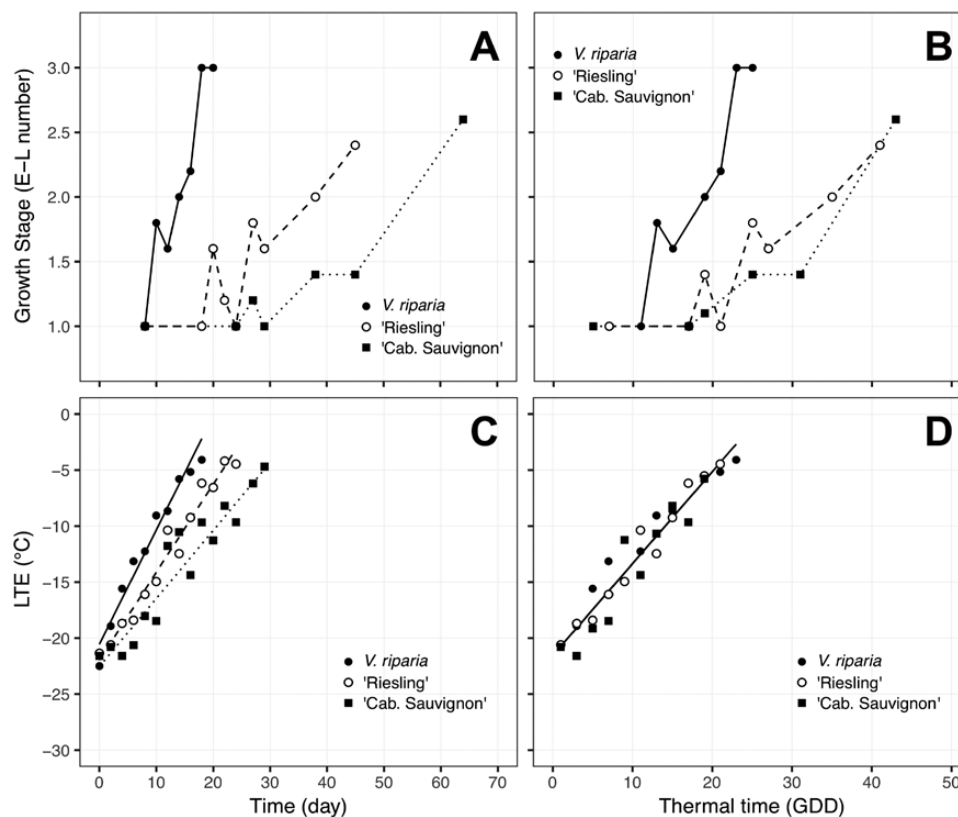 A
B
Growth Stage (E–L number)
3.0
2.5
2.0
1.5
1.0
V. riparia
'Riesling'
'Cab. Sauvignon'
V. riparia
'Riesling'
'Cab. Sauvignon'
C
D
LTE (°C)
0
−5
−10
−15
−20
−25
−30
V. riparia
'Riesling'
'Cab. Sauvignon'
V. riparia
'Riesling'
'Cab. Sauvignon'
0 10 20 30 40 50 60 70
0 10 20 30 40 50
Time (day)
Thermal time (GDD)